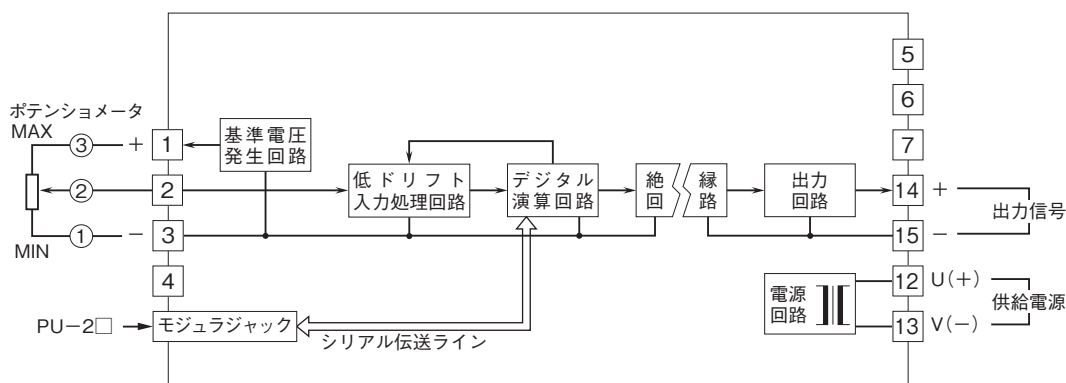 ポテンショメータ
MAX
③
+
1
基準電圧
発生回路
②
2
低ドリフト
入力処理回路
デジタル
演算回路
絶
回
縁
路
出力
回路
①
−
3
MIN
4
PU−2□
モジュラジャック
シリアル伝送ライン
5
6
7
14
+
出力信号
15
−
電源
回路
12
U(+)
供給電源
13
V(−)